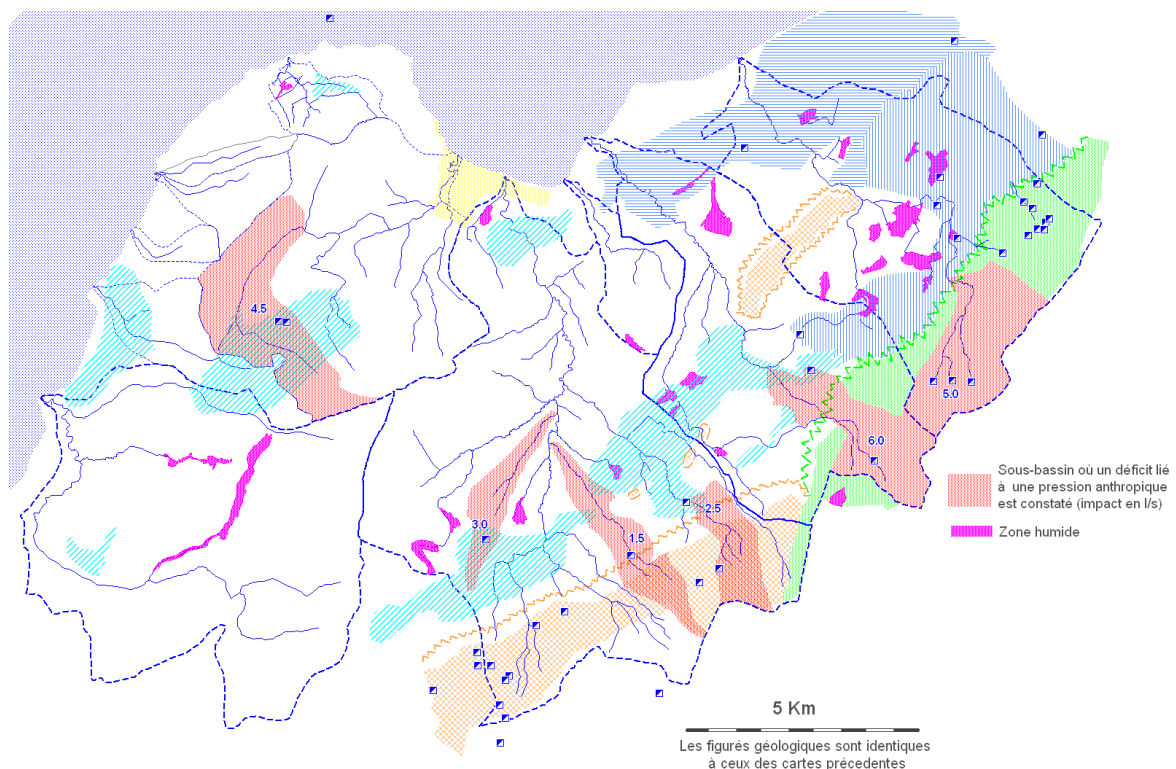 4.5
5.0
6.0
2.5
3.0
1.5
Sous-bassin où un déficit lié
à une pression anthropique
est constaté (impact en l/s)
Zone humide
5 Km
Les figurés géologiques sont identiques
à ceux des cartes précedentes